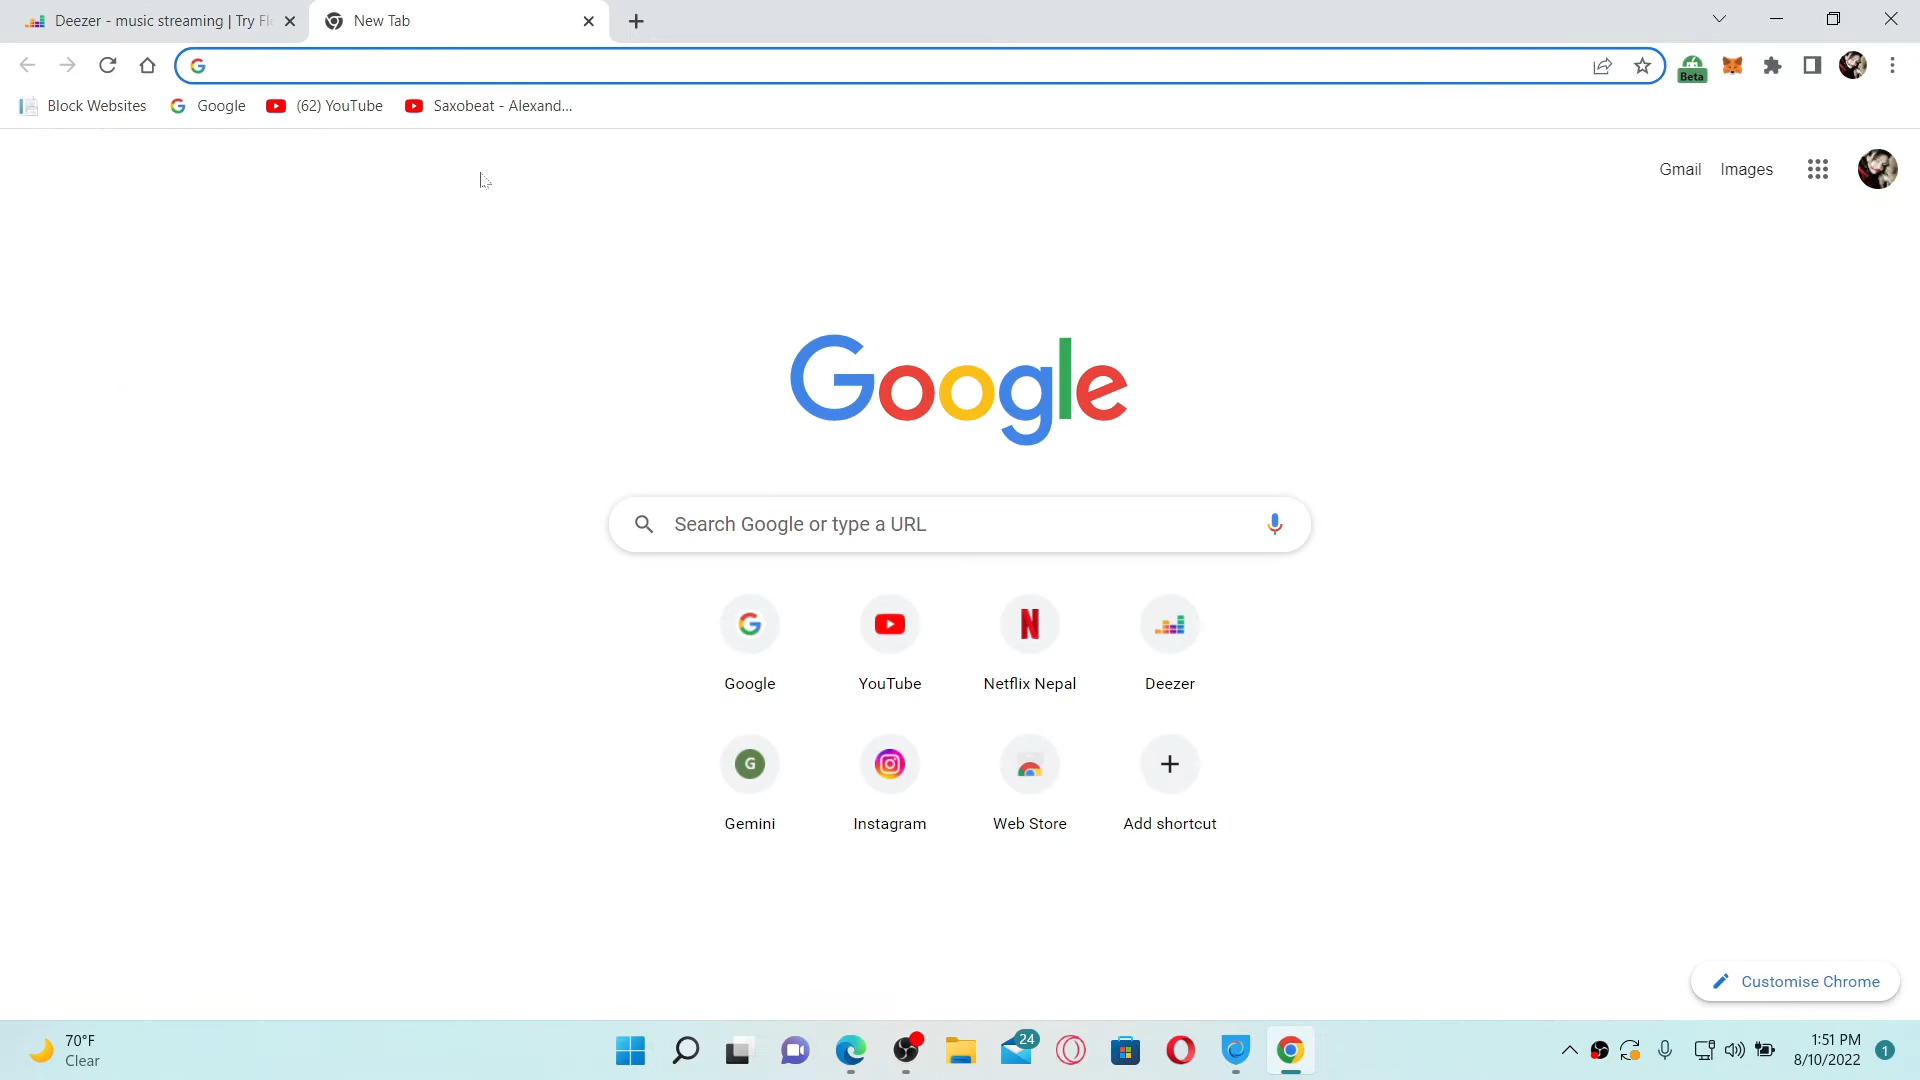 Deezer - music streaming | Try Fl
New Tab
Beta
Block Websites
Google
(62) YouTube
Saxobeat - Alexand...
Gmail
Images
Google
Search Google or type a URL
Google
YouTube
Netflix Nepal
Deezer
G
Gemini
Instagram
Web Store
Add shortcut
Customise Chrome
70°F
Clear
24
1:51 PM
8/10/2022
1